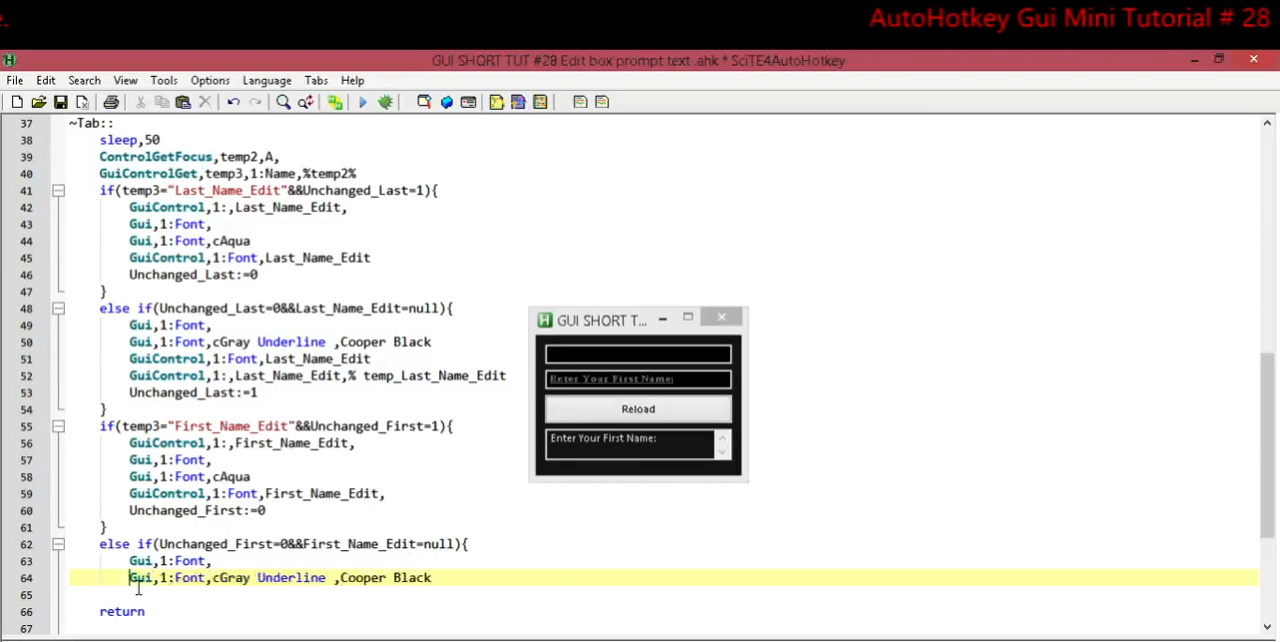 e.
AutoHotkey Gui Mini Tutorial # 28
GUI SHORT TUT #28 Edit box prompt text .ahk * SciTE4AutoHotkey
File Edit Search View Tools Options Language Tabs Help
37 ~Tab::
38 sleep,50
39 ControlGetFocus,temp2,A,
40 GuiControlGet,temp3,1:Name,%temp2%
41 if(temp3="Last_Name_Edit"&&Unchanged_Last=1){
42 GuiControl,1:,Last_Name_Edit,
43 Gui,1:Font,
44 Gui,1:Font,cAqua
45 GuiControl,1:Font,Last_Name_Edit
46 Unchanged_Last:=0
47 }
48 else if(Unchanged_Last=0&&Last_Name_Edit=null){
49 Gui,1:Font,
50 Gui,1:Font,cGray Underline ,Cooper Black
51 GuiControl,1:Font,Last_Name_Edit
52 GuiControl,1:,Last_Name_Edit,% temp_Last_Name_Edit
53 Unchanged_Last:=1
54 }
55 if(temp3="First_Name_Edit"&&Unchanged_First=1){
56 GuiControl,1:,First_Name_Edit,
57 Gui,1:Font,
58 Gui,1:Font,cAqua
59 GuiControl,1:Font,First_Name_Edit,
60 Unchanged_First:=0
61 }
62 else if(Unchanged_First=0&&First_Name_Edit=null){
63 Gui,1:Font,
64 Gui,1:Font,cGray Underline ,Cooper Black
65
66 return
67
GUI SHORT T...
Enter Your First Name:
Reload
Enter Your First Name: